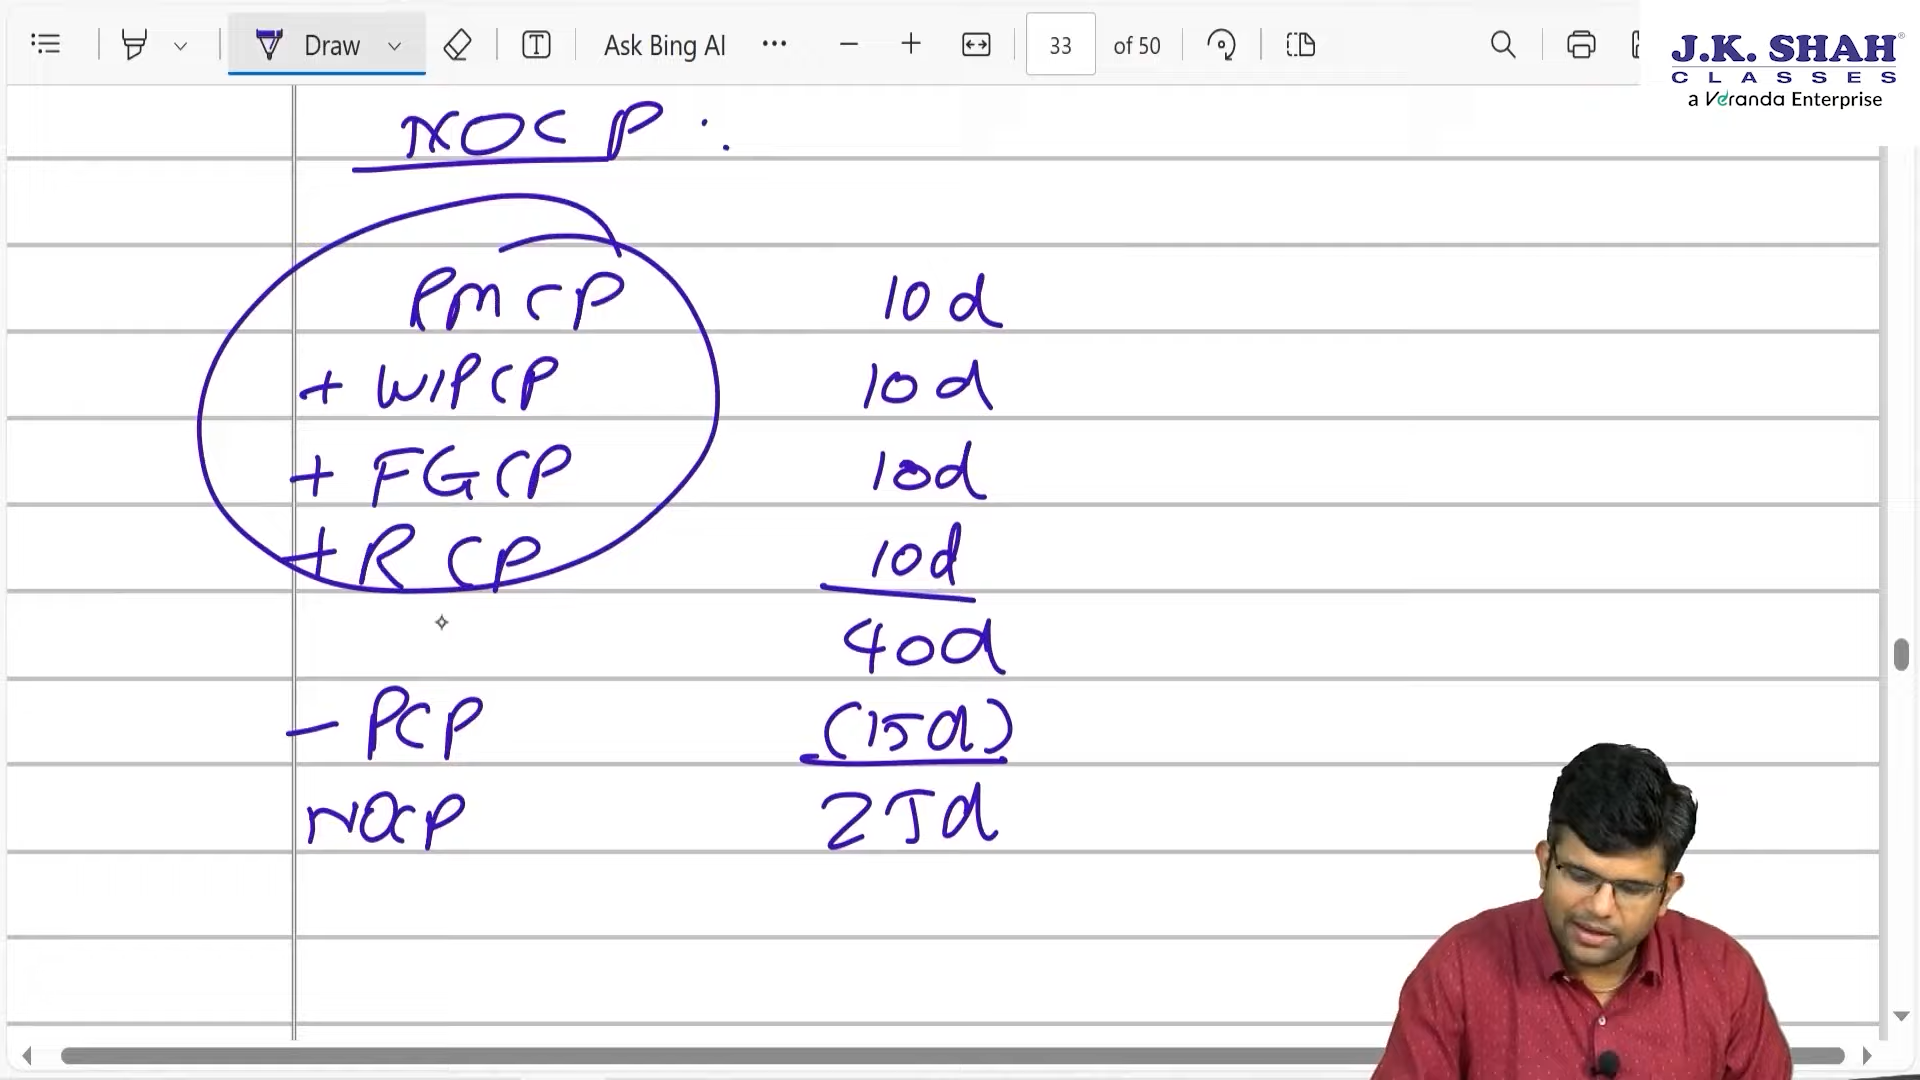 Draw
Ask Bing AI
33 of 50
J.K. SHAH®
CLASSES
a Veranda Enterprise
NOCP :
RMCP 10d
+ WIPCP 10d
+ FGCP 10d
+ RCP 10d
40d
- PCP (15d)
NOCP 25d